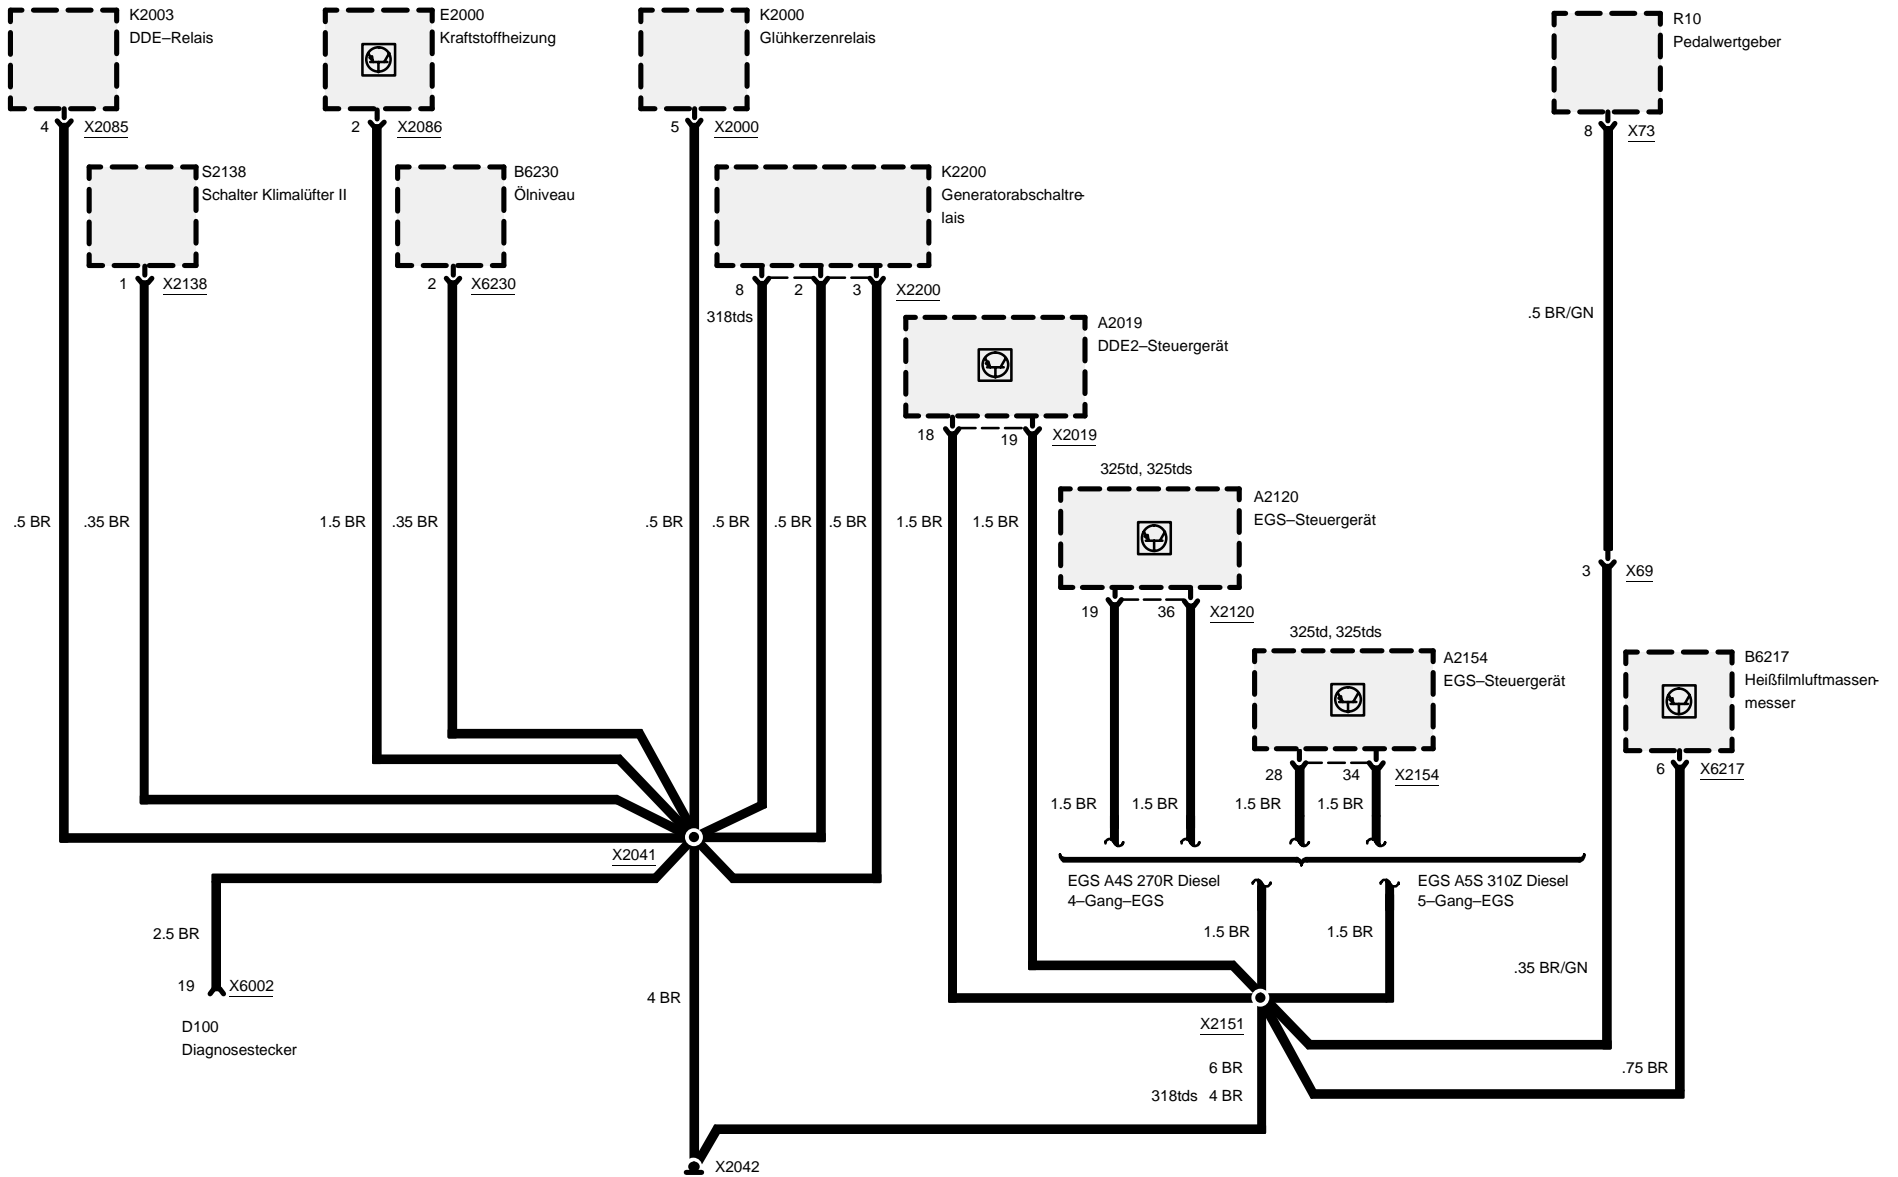 K2003
DDE–Relais
E2000
Kraftstoffheizung
K2000
Glühkerzenrelais
R10
Pedalwertgeber
4
X2085
2
X2086
5
X2000
8
X73
S2138
Schalter Klimalüfter II
B6230
Ölniveau
K2200
Generatorabschaltre-
lais
1
X2138
2
X6230
8
2
3
X2200
318tds
.5 BR/GN
A2019
DDE2–Steuergerät
18
19
X2019
325td, 325tds
A2120
EGS–Steuergerät
.5 BR
.35 BR
1.5 BR
.35 BR
.5 BR
.5 BR
.5 BR
.5 BR
1.5 BR
1.5 BR
3
X69
19
36
X2120
325td, 325tds
A2154
EGS–Steuergerät
B6217
Heißfilmluftmassen-
messer
28
34
X2154
6
X6217
1.5 BR
1.5 BR
1.5 BR
1.5 BR
X2041
EGS A4S 270R Diesel
4–Gang–EGS
EGS A5S 310Z Diesel
5–Gang–EGS
2.5 BR
1.5 BR
1.5 BR
.35 BR/GN
19
X6002
4 BR
D100
Diagnosestecker
X2151
6 BR
.75 BR
318tds 4 BR
X2042